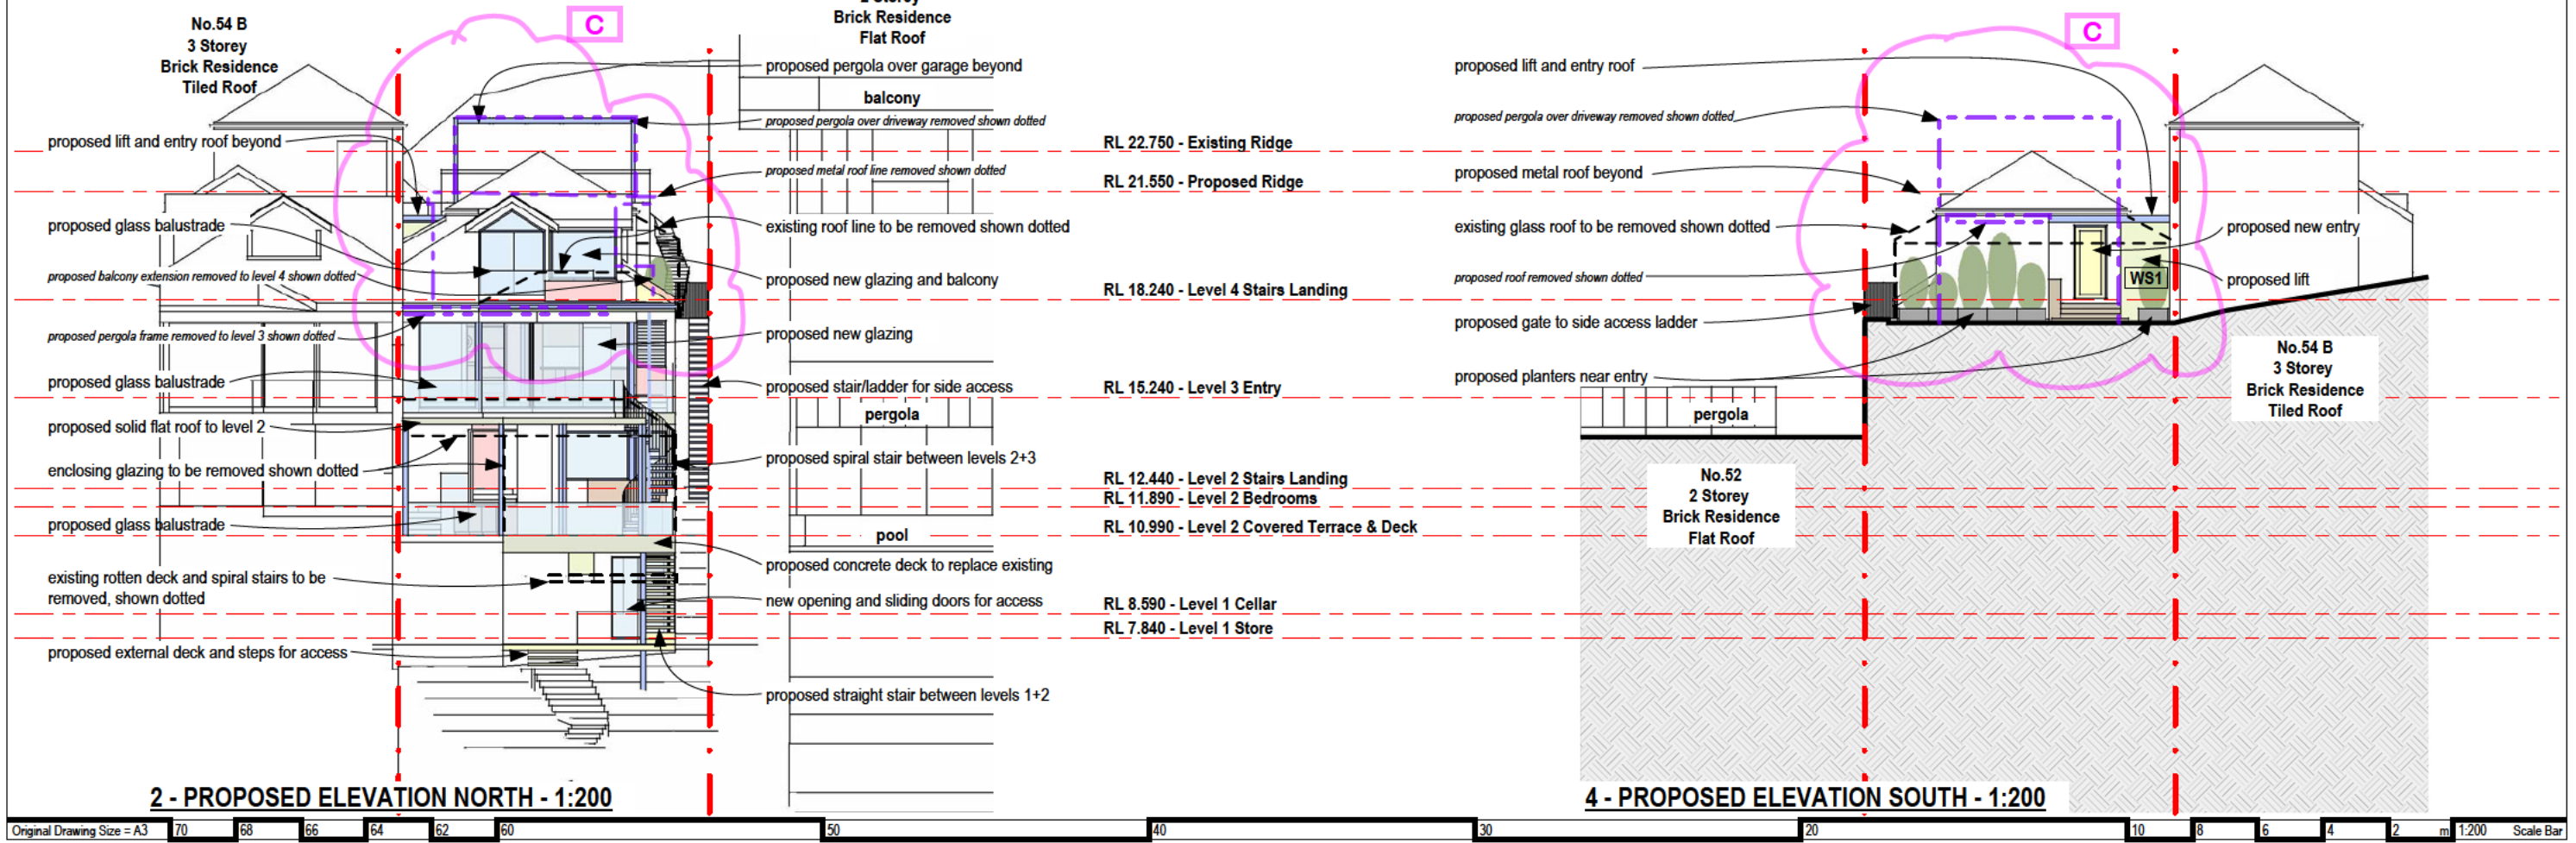 No.54 B
3 Storey
Brick Residence
Tiled Roof
C
2 Storey
Brick Residence
Flat Roof
proposed lift and entry roof beyond
proposed glass balustrade
proposed balcony extension removed to level 4 shown dotted
proposed pergola frame removed to level 3 shown dotted
proposed glass balustrade
proposed solid flat roof to level 2
enclosing glazing to be removed shown dotted
proposed glass balustrade
existing rotten deck and spiral stairs to be
removed, shown dotted
proposed external deck and steps for access
proposed pergola over garage beyond
balcony
proposed pergola over driveway removed shown dotted
proposed metal roof line removed shown dotted
existing roof line to be removed shown dotted
proposed new glazing and balcony
proposed new glazing
proposed stair/ladder for side access
pergola
proposed spiral stair between levels 2+3
pool
proposed concrete deck to replace existing
new opening and sliding doors for access
proposed straight stair between levels 1+2
2 - PROPOSED ELEVATION NORTH - 1:200
RL 22.750 - Existing Ridge
RL 21.550 - Proposed Ridge
RL 18.240 - Level 4 Stairs Landing
RL 15.240 - Level 3 Entry
RL 12.440 - Level 2 Stairs Landing
RL 11.890 - Level 2 Bedrooms
RL 10.990 - Level 2 Covered Terrace & Deck
RL 8.590 - Level 1 Cellar
RL 7.840 - Level 1 Store
C
proposed lift and entry roof
proposed pergola over driveway removed shown dotted
proposed metal roof beyond
existing glass roof to be removed shown dotted
proposed roof removed shown dotted
proposed gate to side access ladder
proposed planters near entry
pergola
proposed new entry
WS1
proposed lift
No.54 B
3 Storey
Brick Residence
Tiled Roof
No.52
2 Storey
Brick Residence
Flat Roof
4 - PROPOSED ELEVATION SOUTH - 1:200
Original Drawing Size = A3 70 68 66 64 62 60 50 40 30 20 10 8 6 4 2 m 1:200 Scale Bar